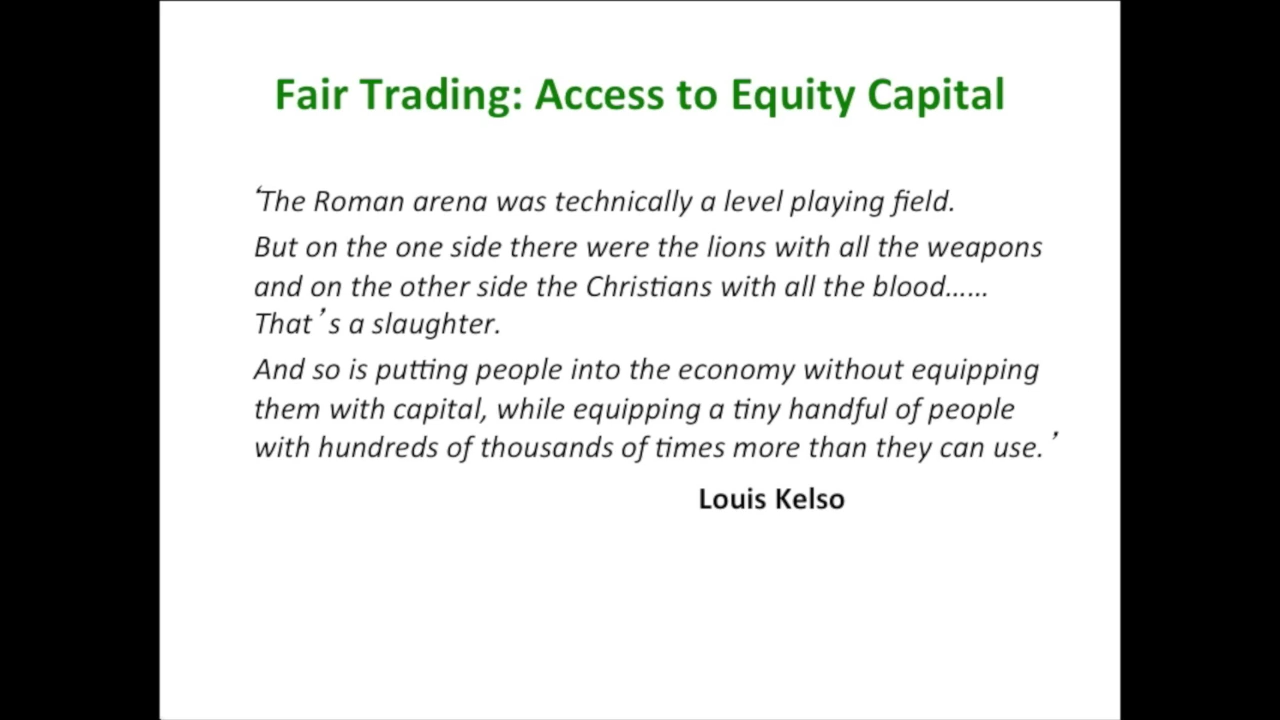 Fair Trading: Access to Equity Capital
‘The Roman arena was technically a level playing field.
But on the one side there were the lions with all the weapons
and on the other side the Christians with all the blood......
That’s a slaughter.
And so is putting people into the economy without equipping
them with capital, while equipping a tiny handful of people
with hundreds of thousands of times more than they can use.’
Louis Kelso